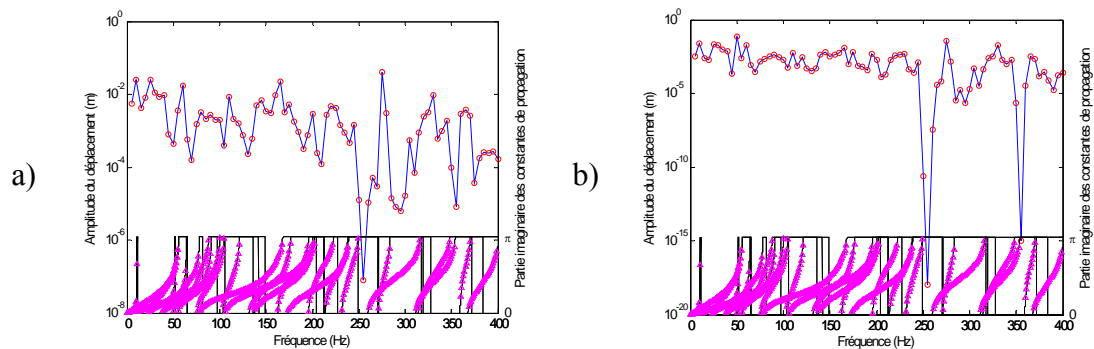 a)
Amplitude du déplacement (m)
10^0
10^-2
10^-4
10^-6
10^-8
0 50 100 150 200 250 300 350 400
Fréquence (Hz)
π
0
Partie imaginaire des constantes de propagation
b)
Amplitude du déplacement (m)
10^0
10^-5
10^-10
10^-15
10^-20
0 50 100 150 200 250 300 350 400
Fréquence (Hz)
π
0
Partie imaginaire des constantes de propagation